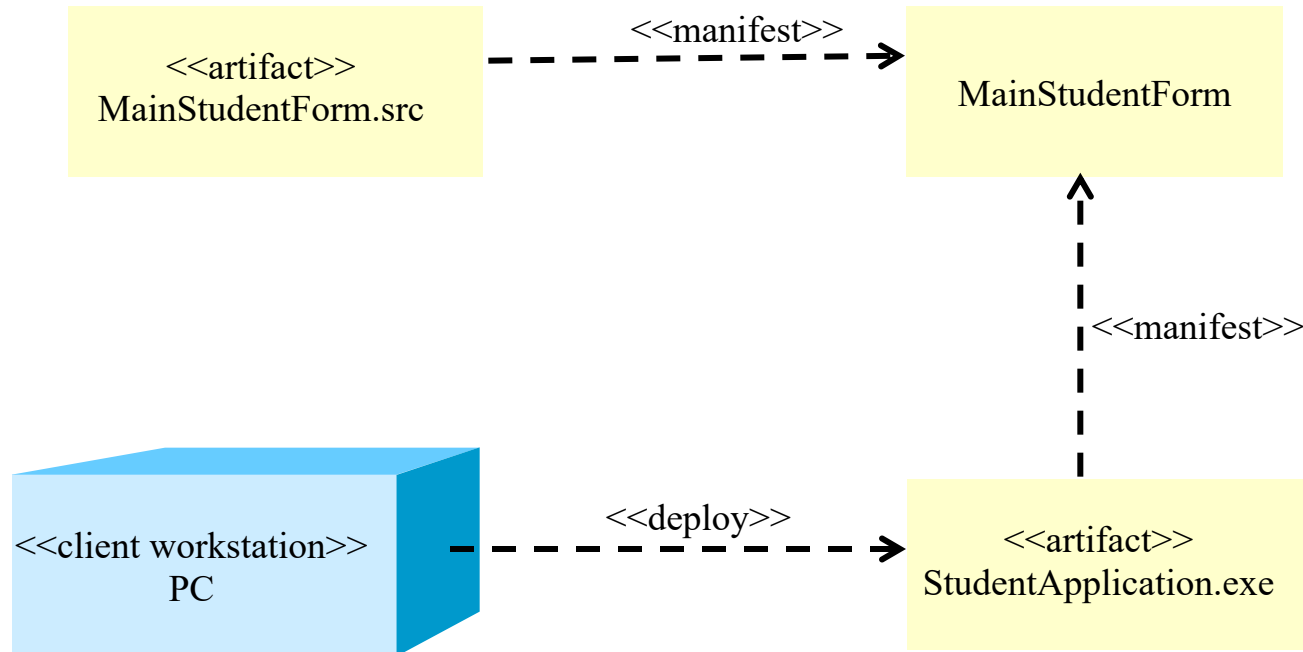 <<manifest>>
<<artifact>>
MainStudentForm.src
MainStudentForm
<<manifest>>
<<deploy>>
<<client workstation>>
PC
<<artifact>>
StudentApplication.exe